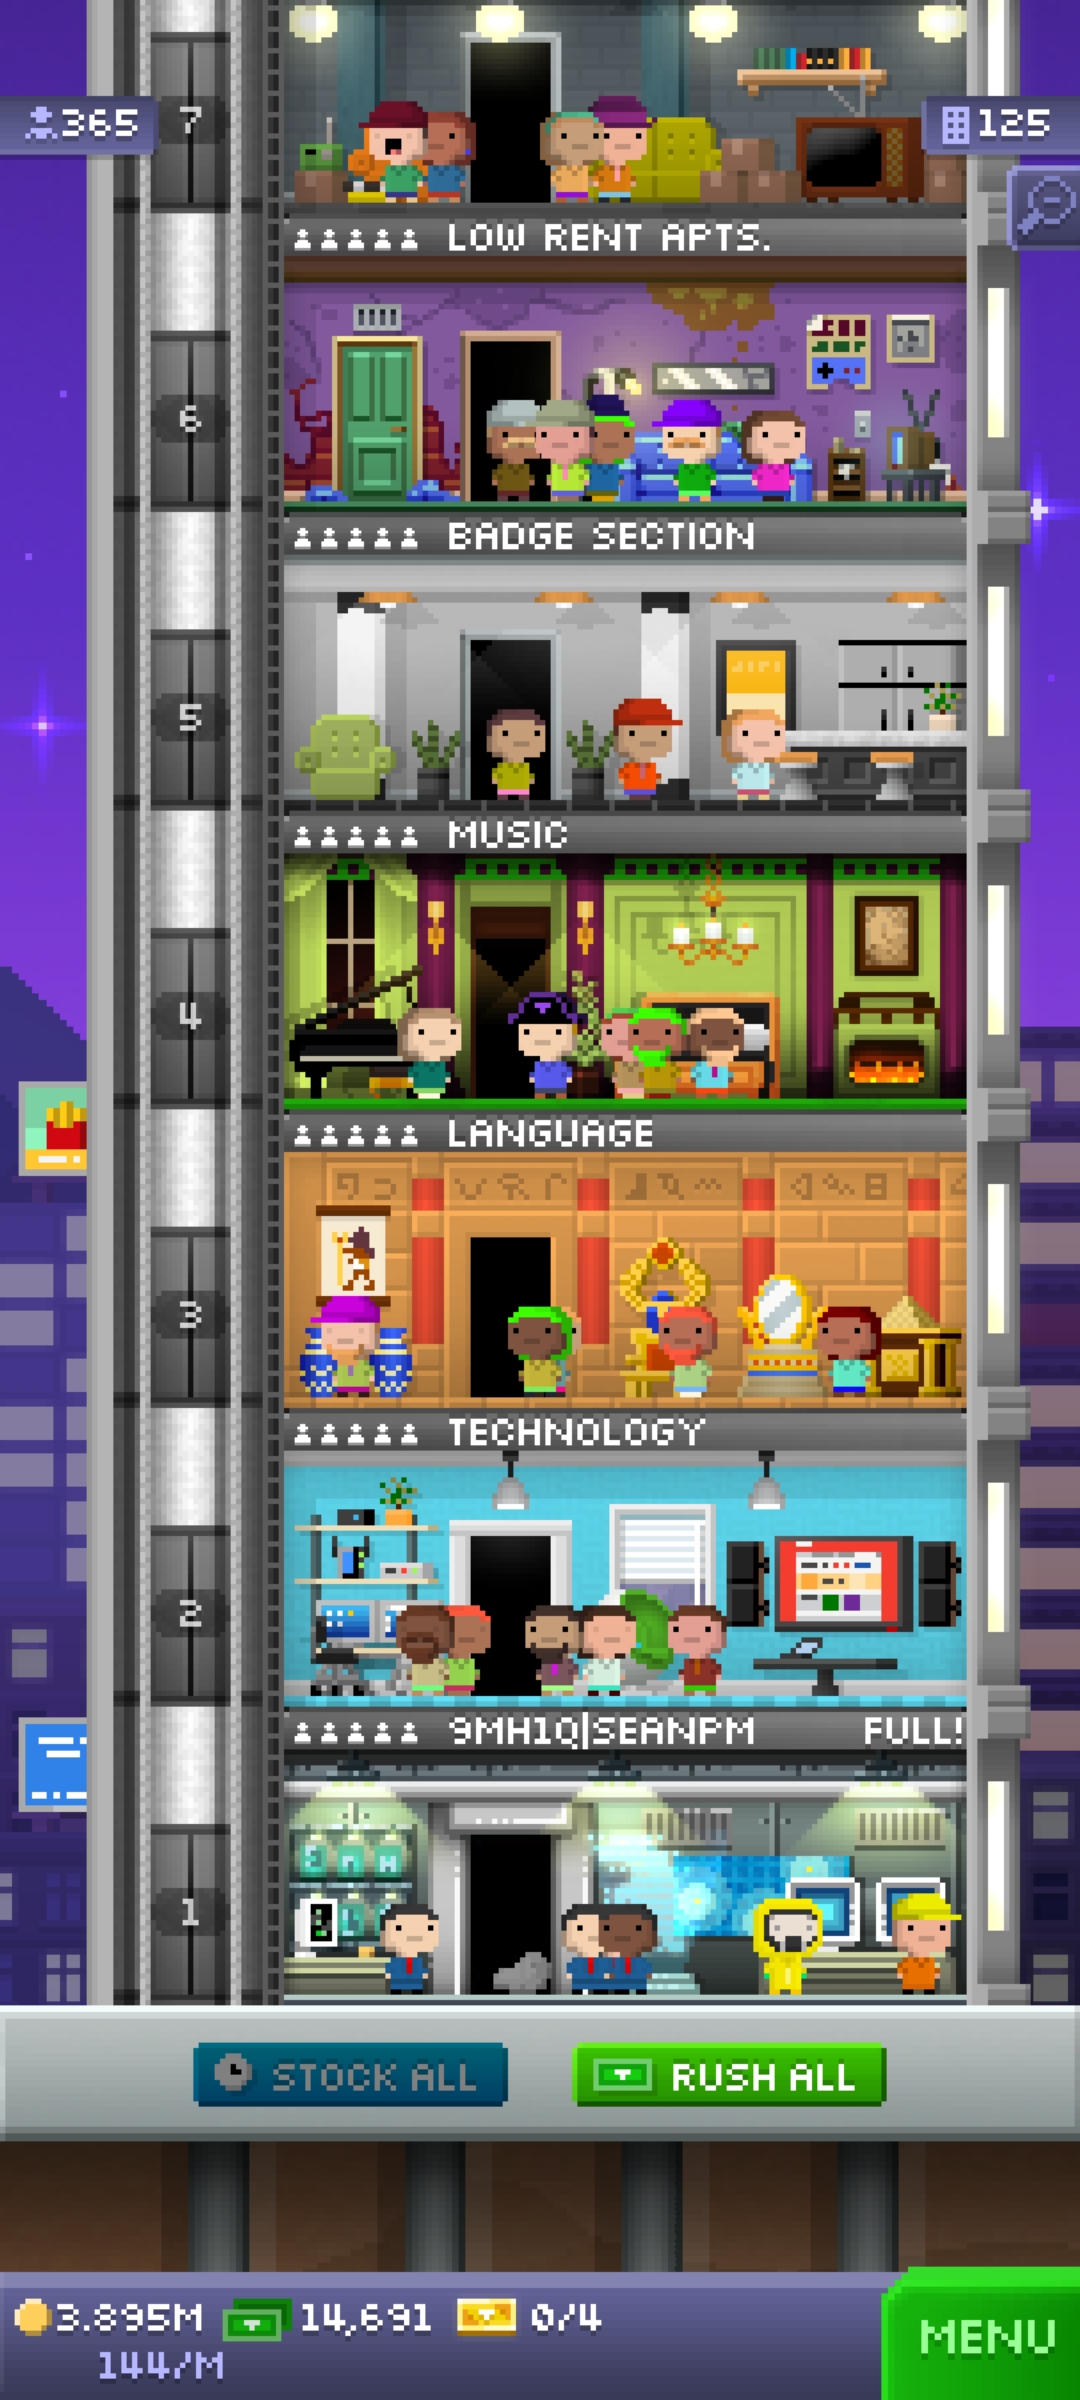 365
7
125
LOW RENT APTS.
6
BADGE SECTION
5
MUSIC
4
LANGUAGE
3
TECHNOLOGY
2
9MH1Q|SEANPM FULL!
1
STOCK ALL
RUSH ALL
3.895M 14,691 0/4
144/M
MENU